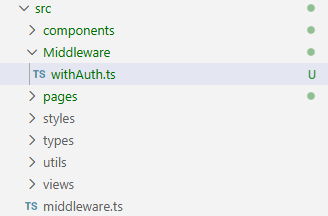 src
components
Middleware
TS withAuth.ts U
pages
styles
types
utils
views
TS middleware.ts